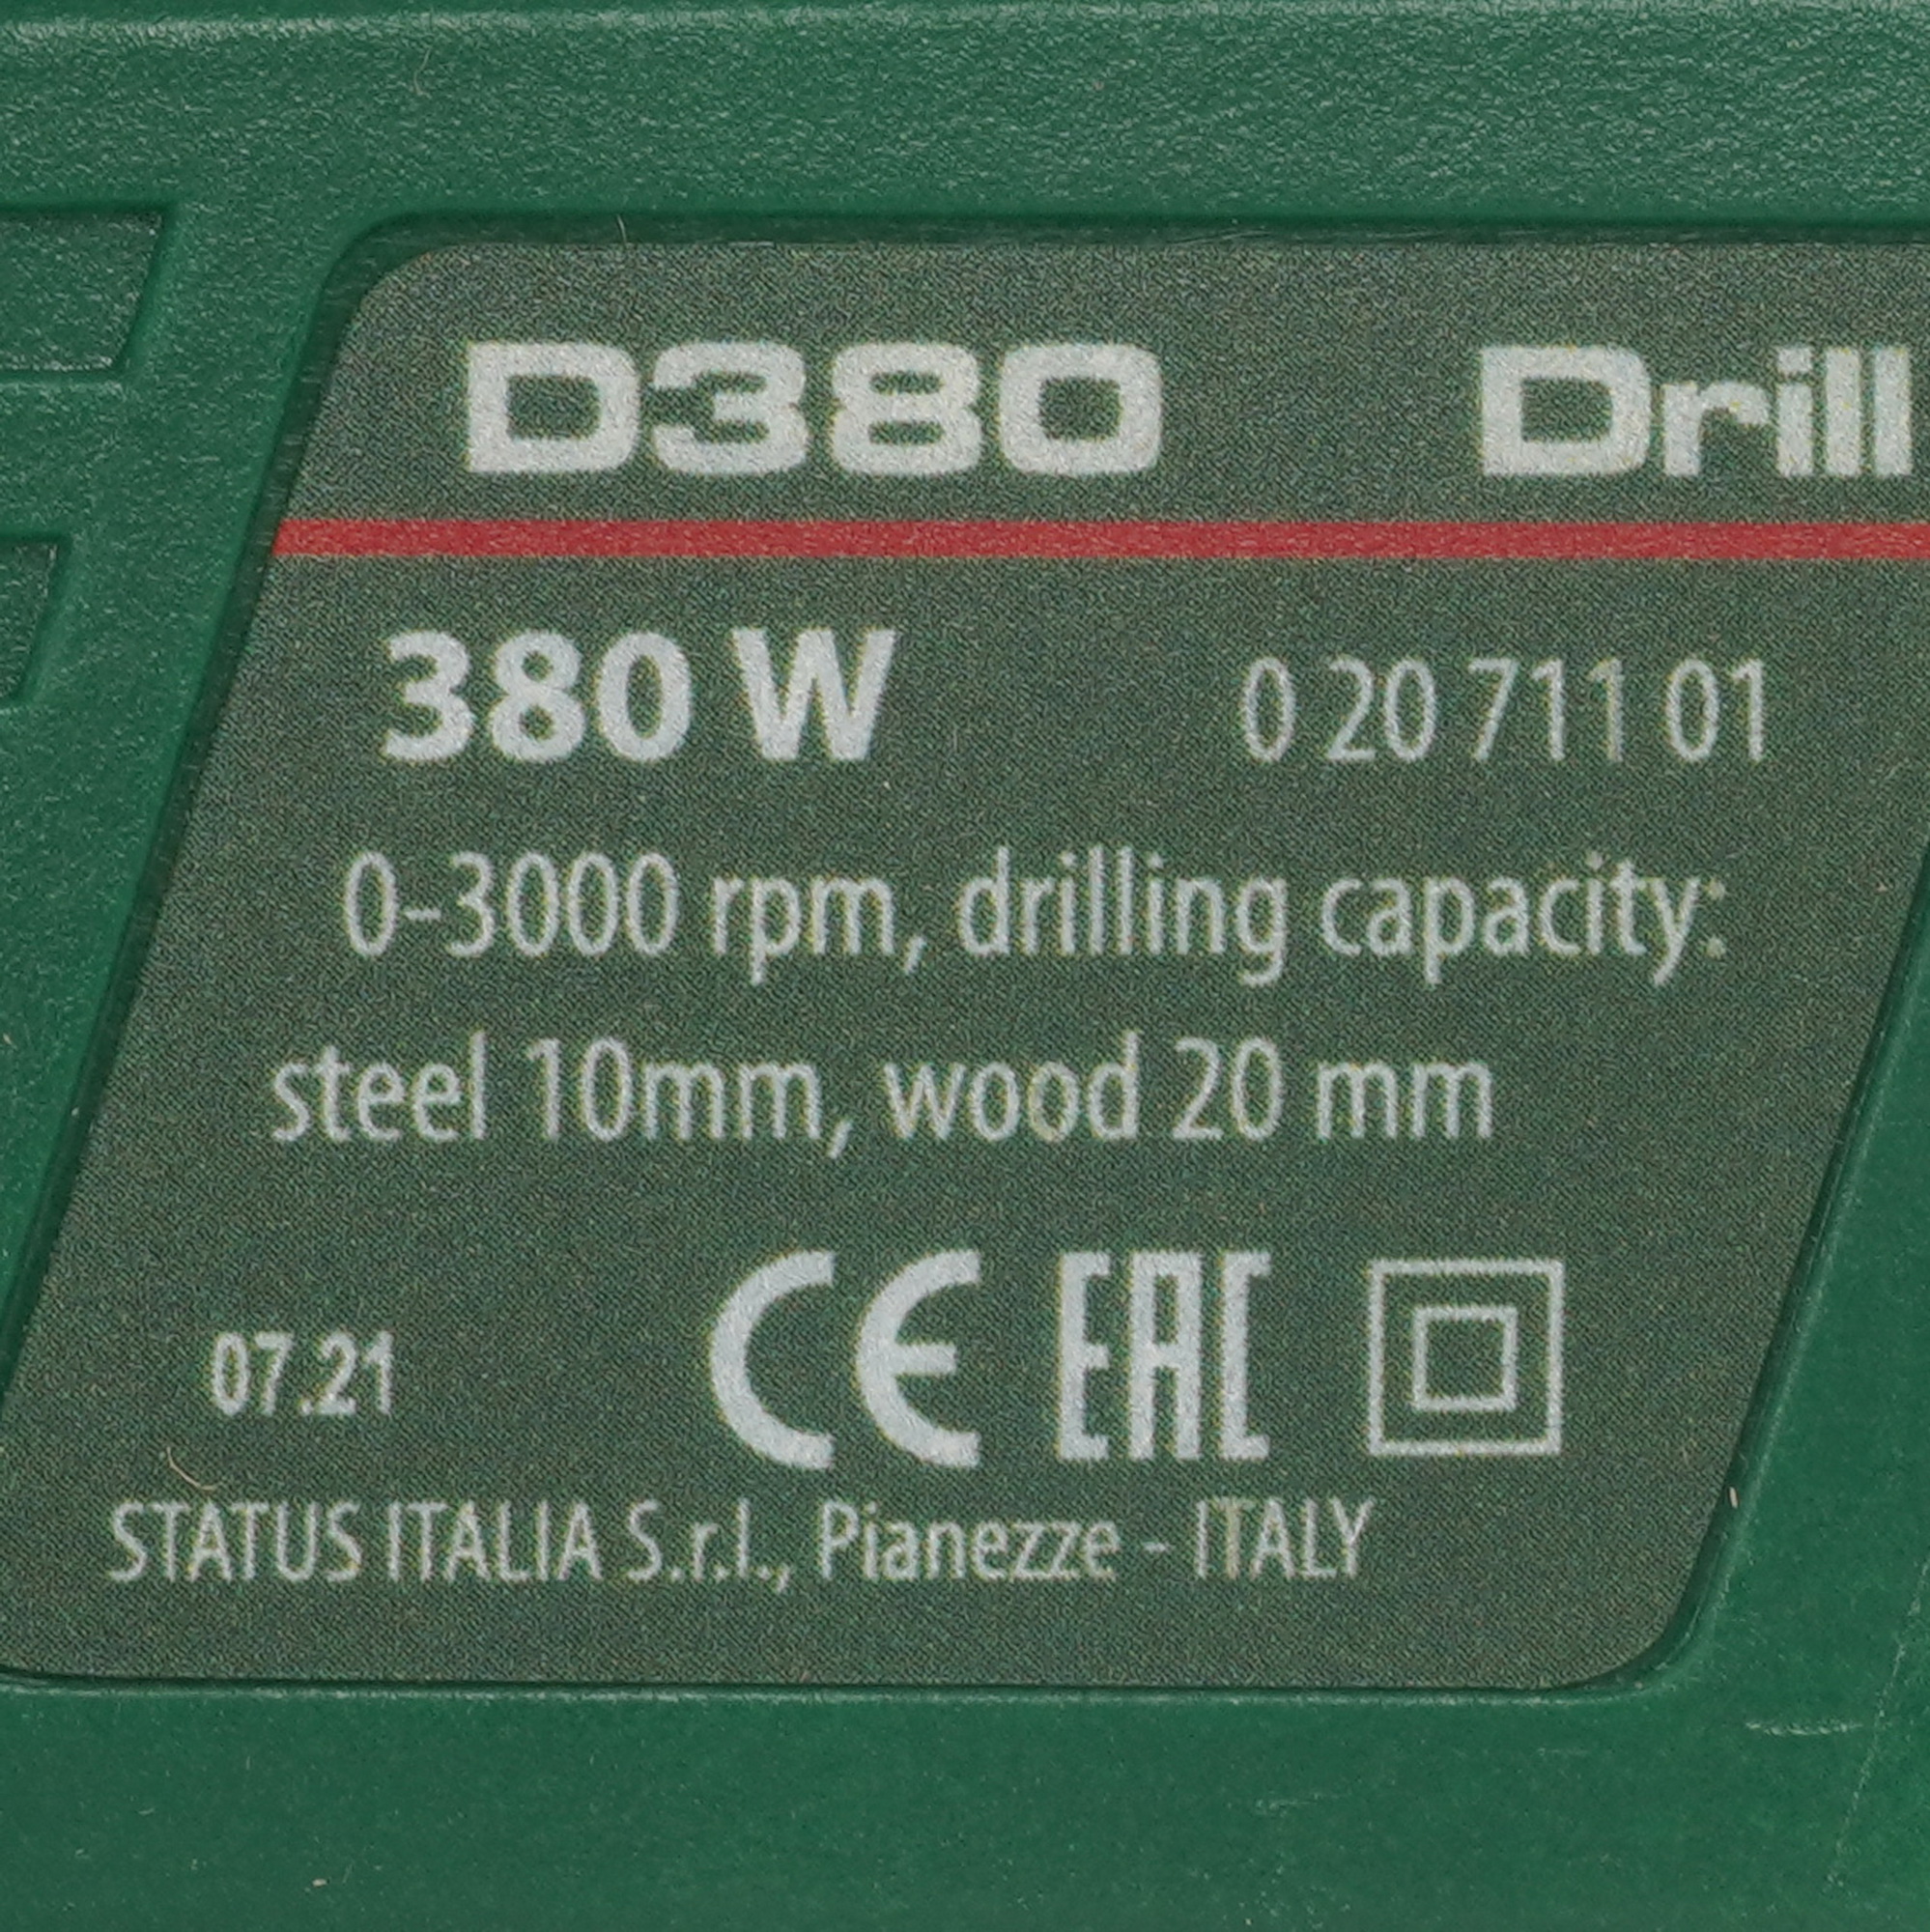 D380 Drill
380 W 0 20 711 01
0-3000 rpm, drilling capacity:
steel 10mm, wood 20 mm
07.21 CE EAC
STATUS ITALIA S.r.l., Pianezze - ITALY